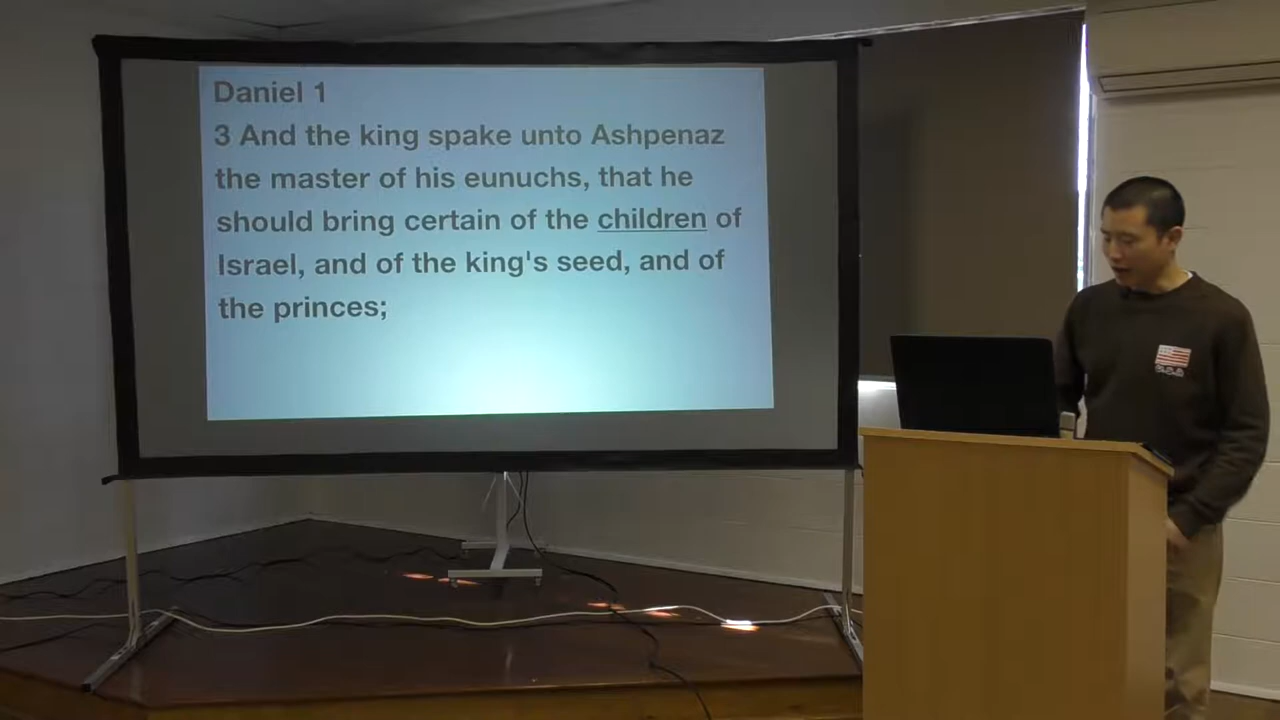 Daniel 1
3 And the king spake unto Ashpenaz
the master of his eunuchs, that he
should bring certain of the children of
Israel, and of the king's seed, and of
the princes;
U.S.A